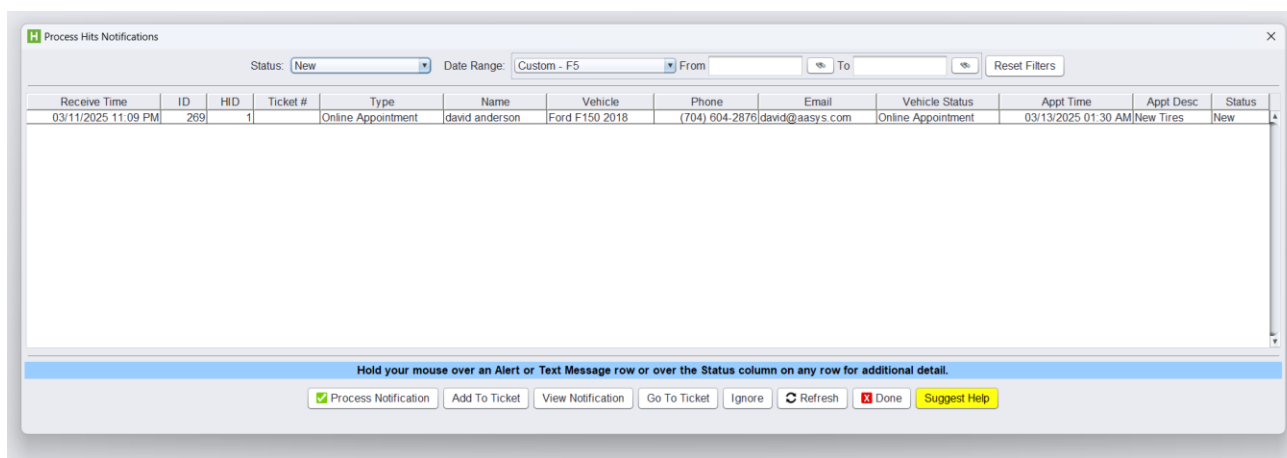 H Process Hits Notifications
Status: New Date Range: Custom - F5 From To Reset Filters
Receive Time ID HID Ticket # Type Name Vehicle Phone Email Vehicle Status Appt Time Appt Desc Status
03/11/2025 11:09 PM 269 1 Online Appointment david anderson Ford F150 2018 (704) 604-2876 david@aasys.com Online Appointment 03/13/2025 01:30 AM New Tires New
Hold your mouse over an Alert or Text Message row or over the Status column on any row for additional detail.
Process Notification Add To Ticket View Notification Go To Ticket Ignore Refresh X Done Suggest Help